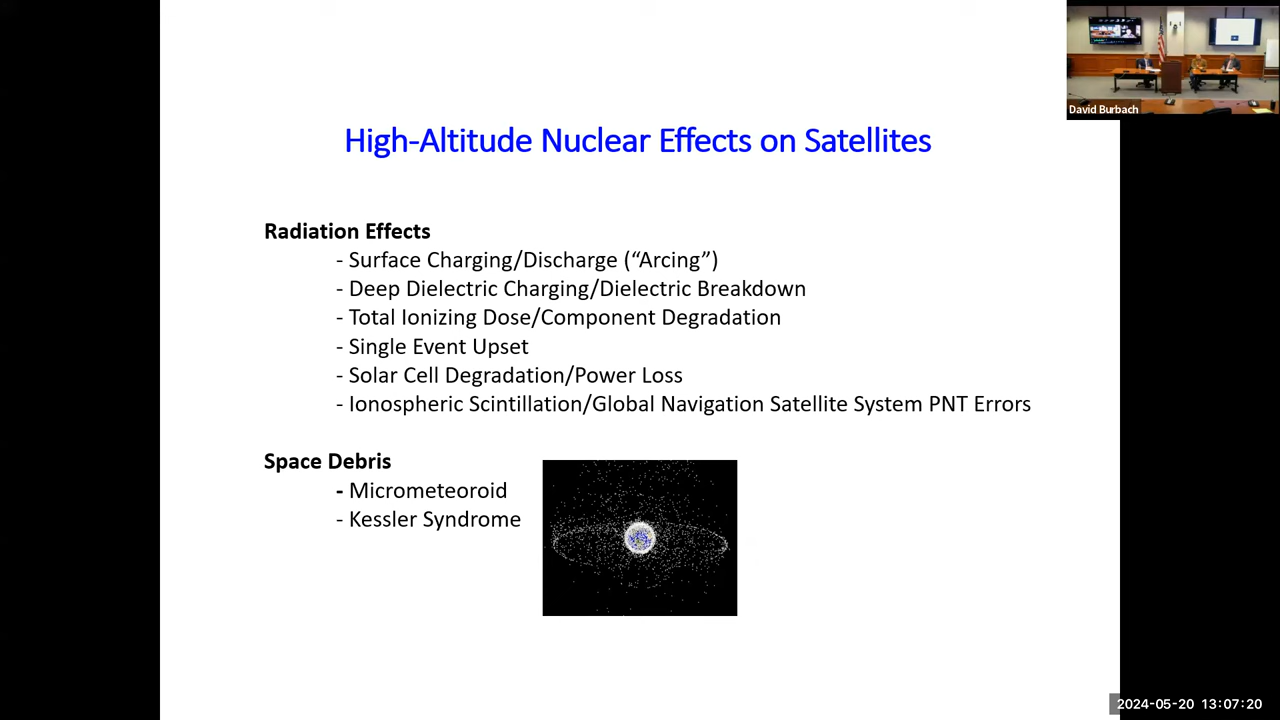 David Burbach
High-Altitude Nuclear Effects on Satellites
Radiation Effects
- Surface Charging/Discharge (“Arcing”)
- Deep Dielectric Charging/Dielectric Breakdown
- Total Ionizing Dose/Component Degradation
- Single Event Upset
- Solar Cell Degradation/Power Loss
- Ionospheric Scintillation/Global Navigation Satellite System PNT Errors
Space Debris
- Micrometeoroid
- Kessler Syndrome
2024-05-20 13:07:20